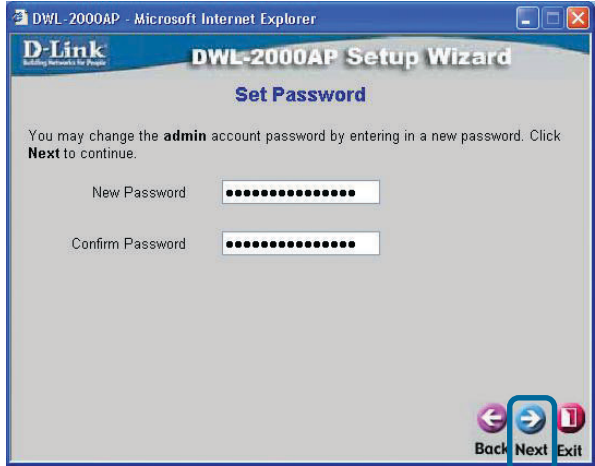 DWL-2000AP - Microsoft Internet Explorer
D-Link
Building Networks for People
DWL-2000AP Setup Wizard
Set Password
You may change the admin account password by entering in a new password. Click
Next to continue.
New Password ●●●●●●●●●●●●●●●
Confirm Password ●●●●●●●●●●●●●●●
Back Next Exit